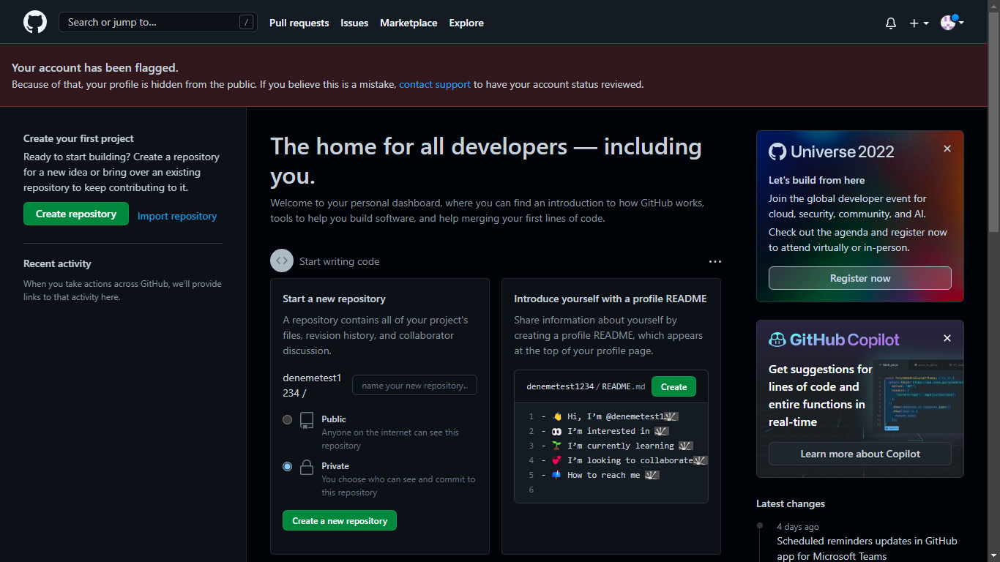 Search or jump to...
/
Pull requests
Issues
Marketplace
Explore
Your account has been flagged.
Because of that, your profile is hidden from the public. If you believe this is a mistake, contact support to have your account status reviewed.
Create your first project
Ready to start building? Create a repository
for a new idea or bring over an existing
repository to keep contributing to it.
Create repository
Import repository
Recent activity
When you take actions across GitHub, we'll provide
links to that activity here.
The home for all developers — including
you.
Welcome to your personal dashboard, where you can find an introduction to how GitHub works,
tools to help you build software, and help merging your first lines of code.
Start writing code
Start a new repository
A repository contains all of your project's
files, revision history, and collaborator
discussion.
denemetest1
234 /
name your new repository..
Public
Anyone on the internet can see this
repository
Private
You choose who can see and commit to
this repository
Create a new repository
Introduce yourself with a profile README
Share information about yourself by
creating a profile README, which appears
at the top of your profile page.
denemetest1234 / README.md
Create
1 - 👋 Hi, I'm @denemetest1
2 - 👀 I'm interested in
3 - 🌱 I'm currently learning
4 - 💞️ I'm looking to collaborate
5 - 📫 How to reach me
6
Universe 2022
Let's build from here
Join the global developer event for
cloud, security, community, and AI.
Check out the agenda and register now
to attend virtually or in-person.
Register now
GitHub Copilot
Get suggestions for
lines of code and
entire functions in
real-time
Learn more about Copilot
Latest changes
4 days ago
Scheduled reminders updates in GitHub
app for Microsoft Teams